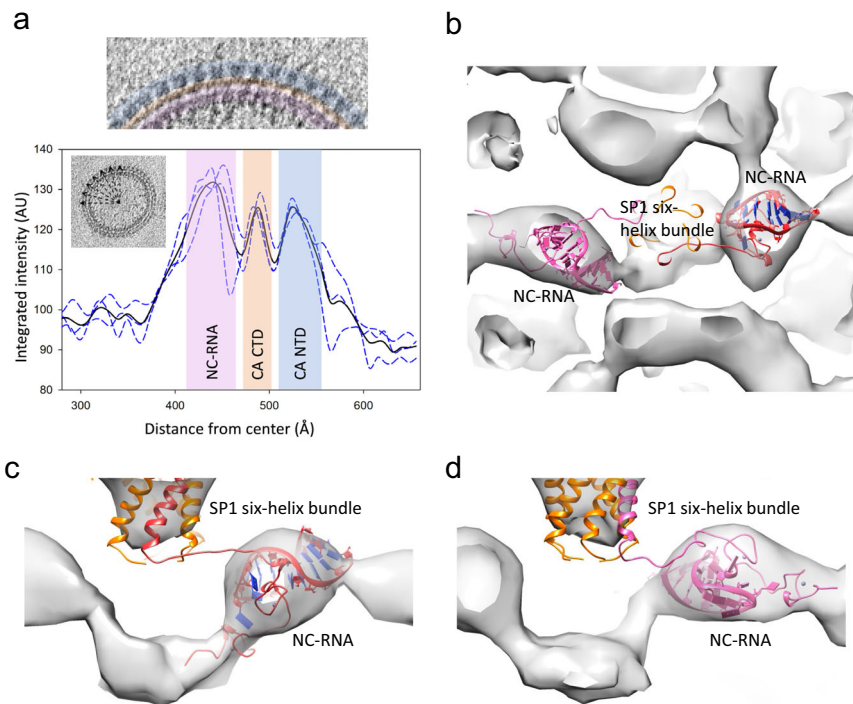 a
140
130
120
110
100
90
80
Integrated intensity (AU)
NC-RNA
CA CTD
CA NTD
300
400
500
600
Distance from center (Å)
b
NC-RNA
SP1 six-
helix bundle
NC-RNA
c
SP1 six-helix bundle
NC-RNA
d
SP1 six-helix bundle
NC-RNA